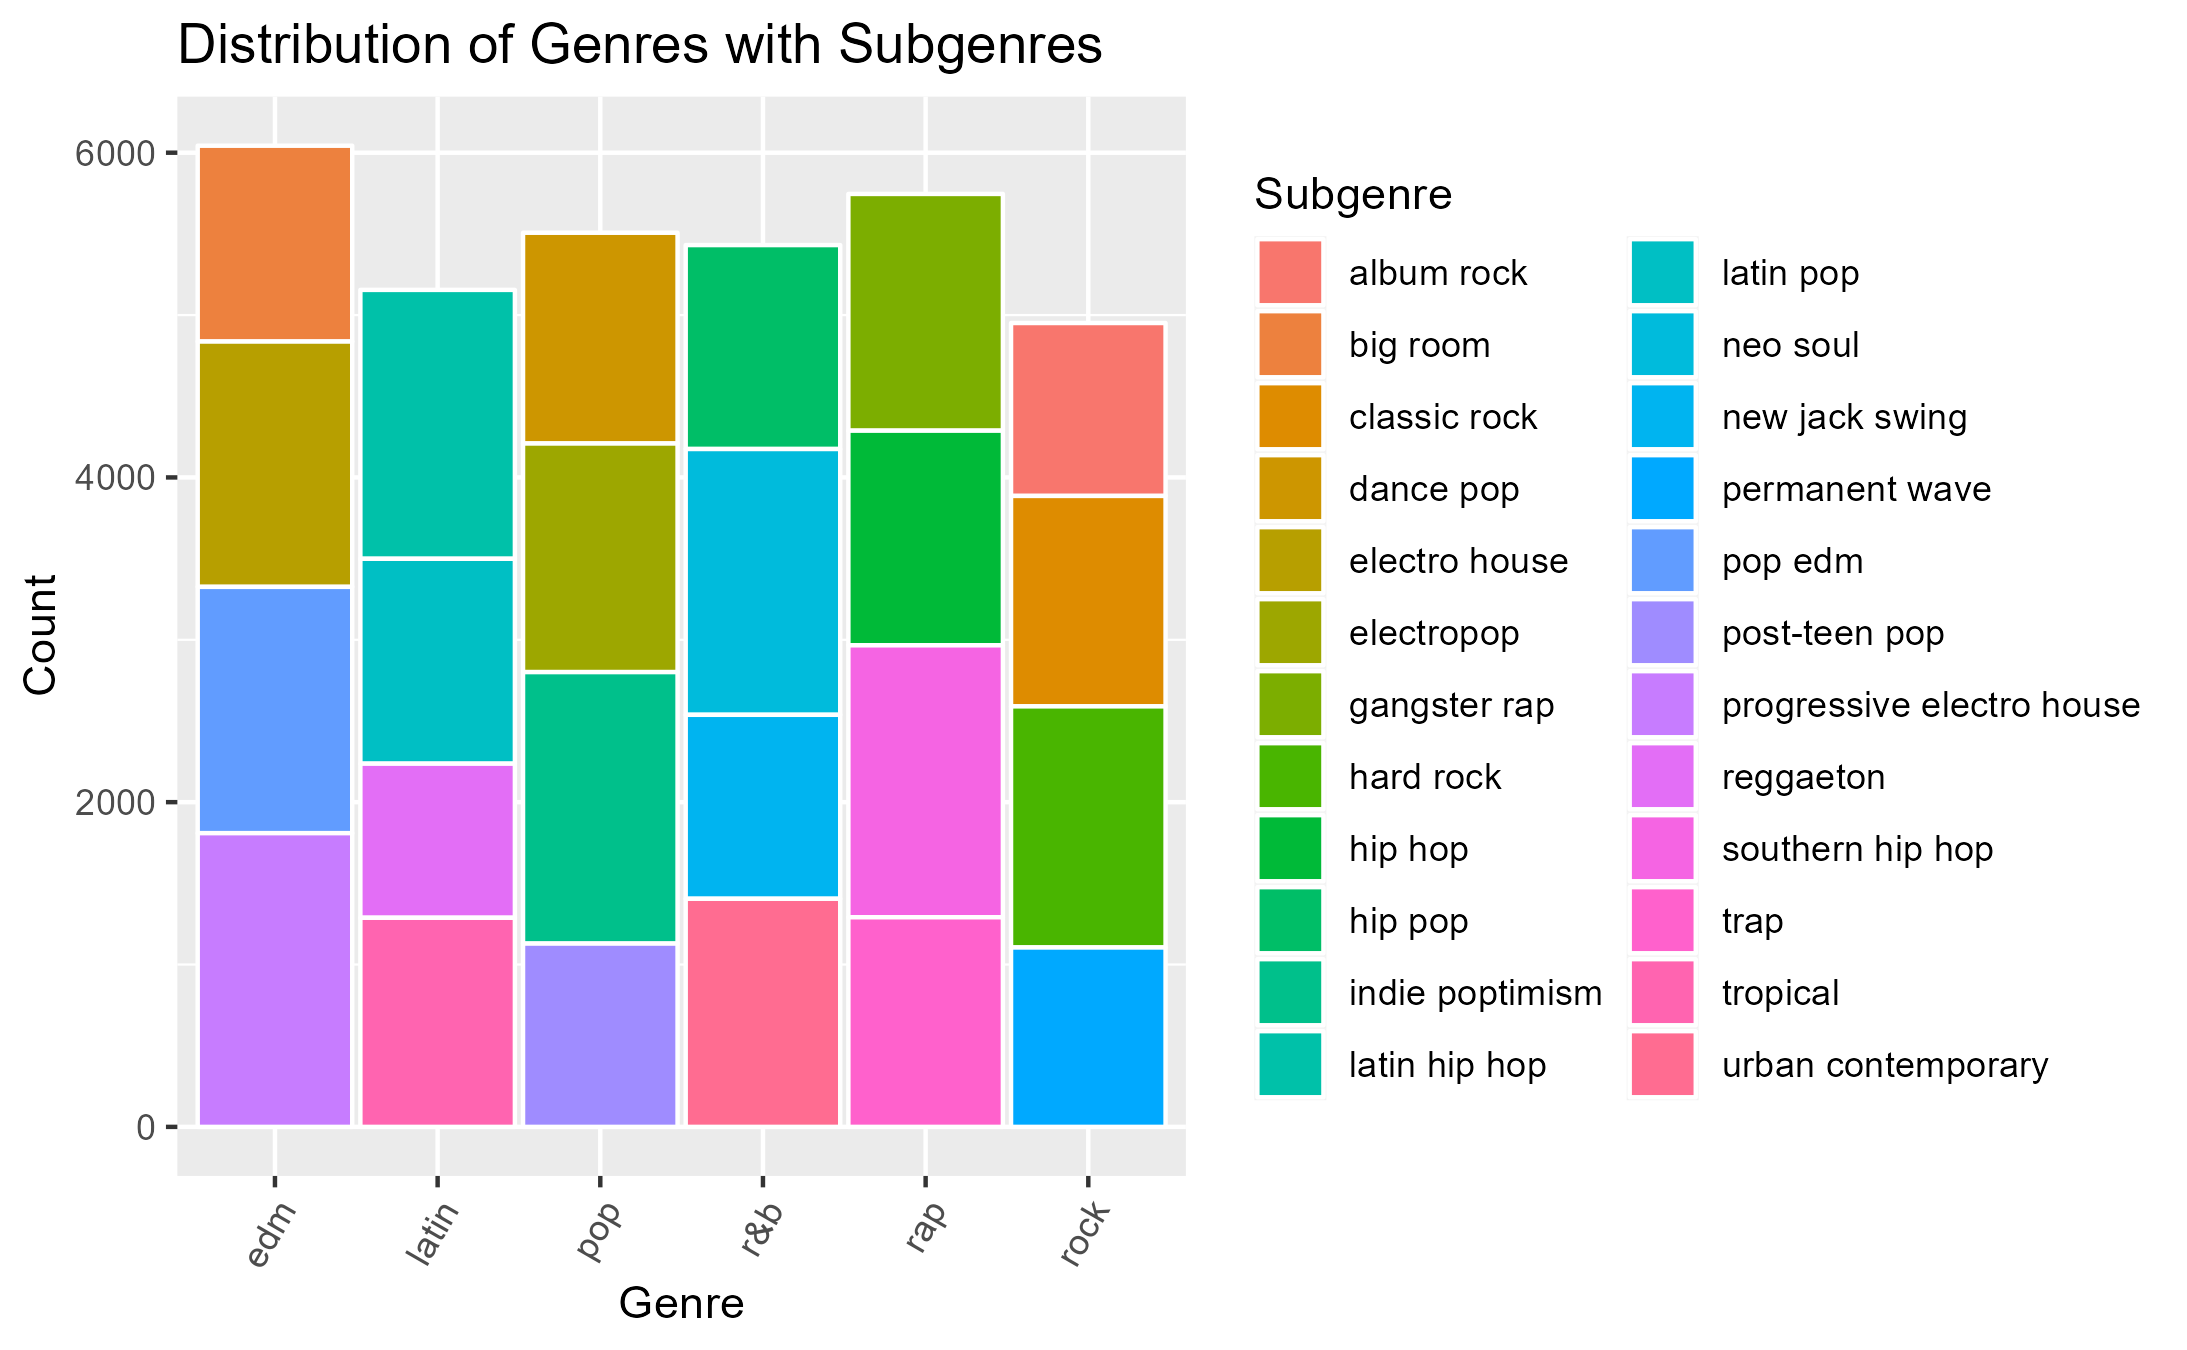 Distribution of Genres with Subgenres
Count
6000
4000
2000
0
edm
latin
pop
r&b
rap
rock
Genre
Subgenre
album rock
big room
classic rock
dance pop
electro house
electropop
gangster rap
hard rock
hip hop
hip pop
indie poptimism
latin hip hop
latin pop
neo soul
new jack swing
permanent wave
pop edm
post-teen pop
progressive electro house
reggaeton
southern hip hop
trap
tropical
urban contemporary